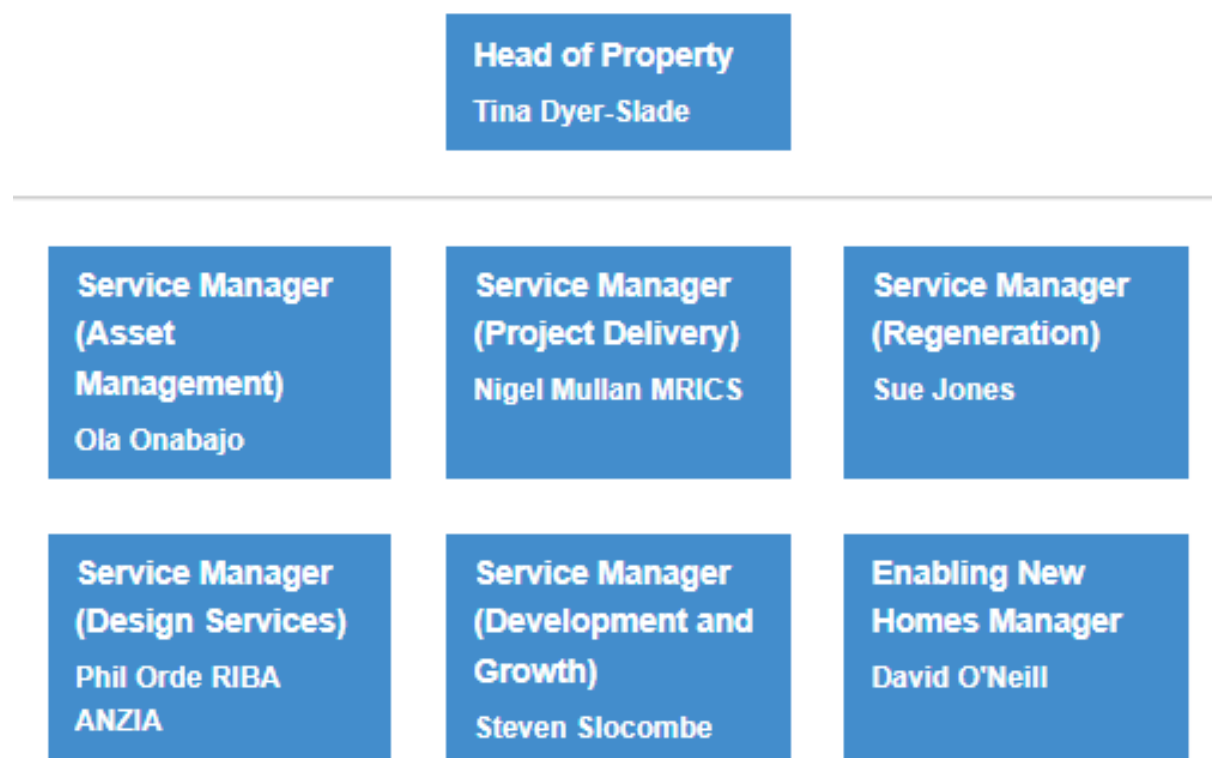 Head of Property
Tina Dyer-Slade
Service Manager
(Asset
Management)
Ola Onabajo
Service Manager
(Project Delivery)
Nigel Mullan MRICS
Service Manager
(Regeneration)
Sue Jones
Service Manager
(Design Services)
Phil Orde RIBA
ANZIA
Service Manager
(Development and
Growth)
Steven Slocombe
Enabling New
Homes Manager
David O'Neill